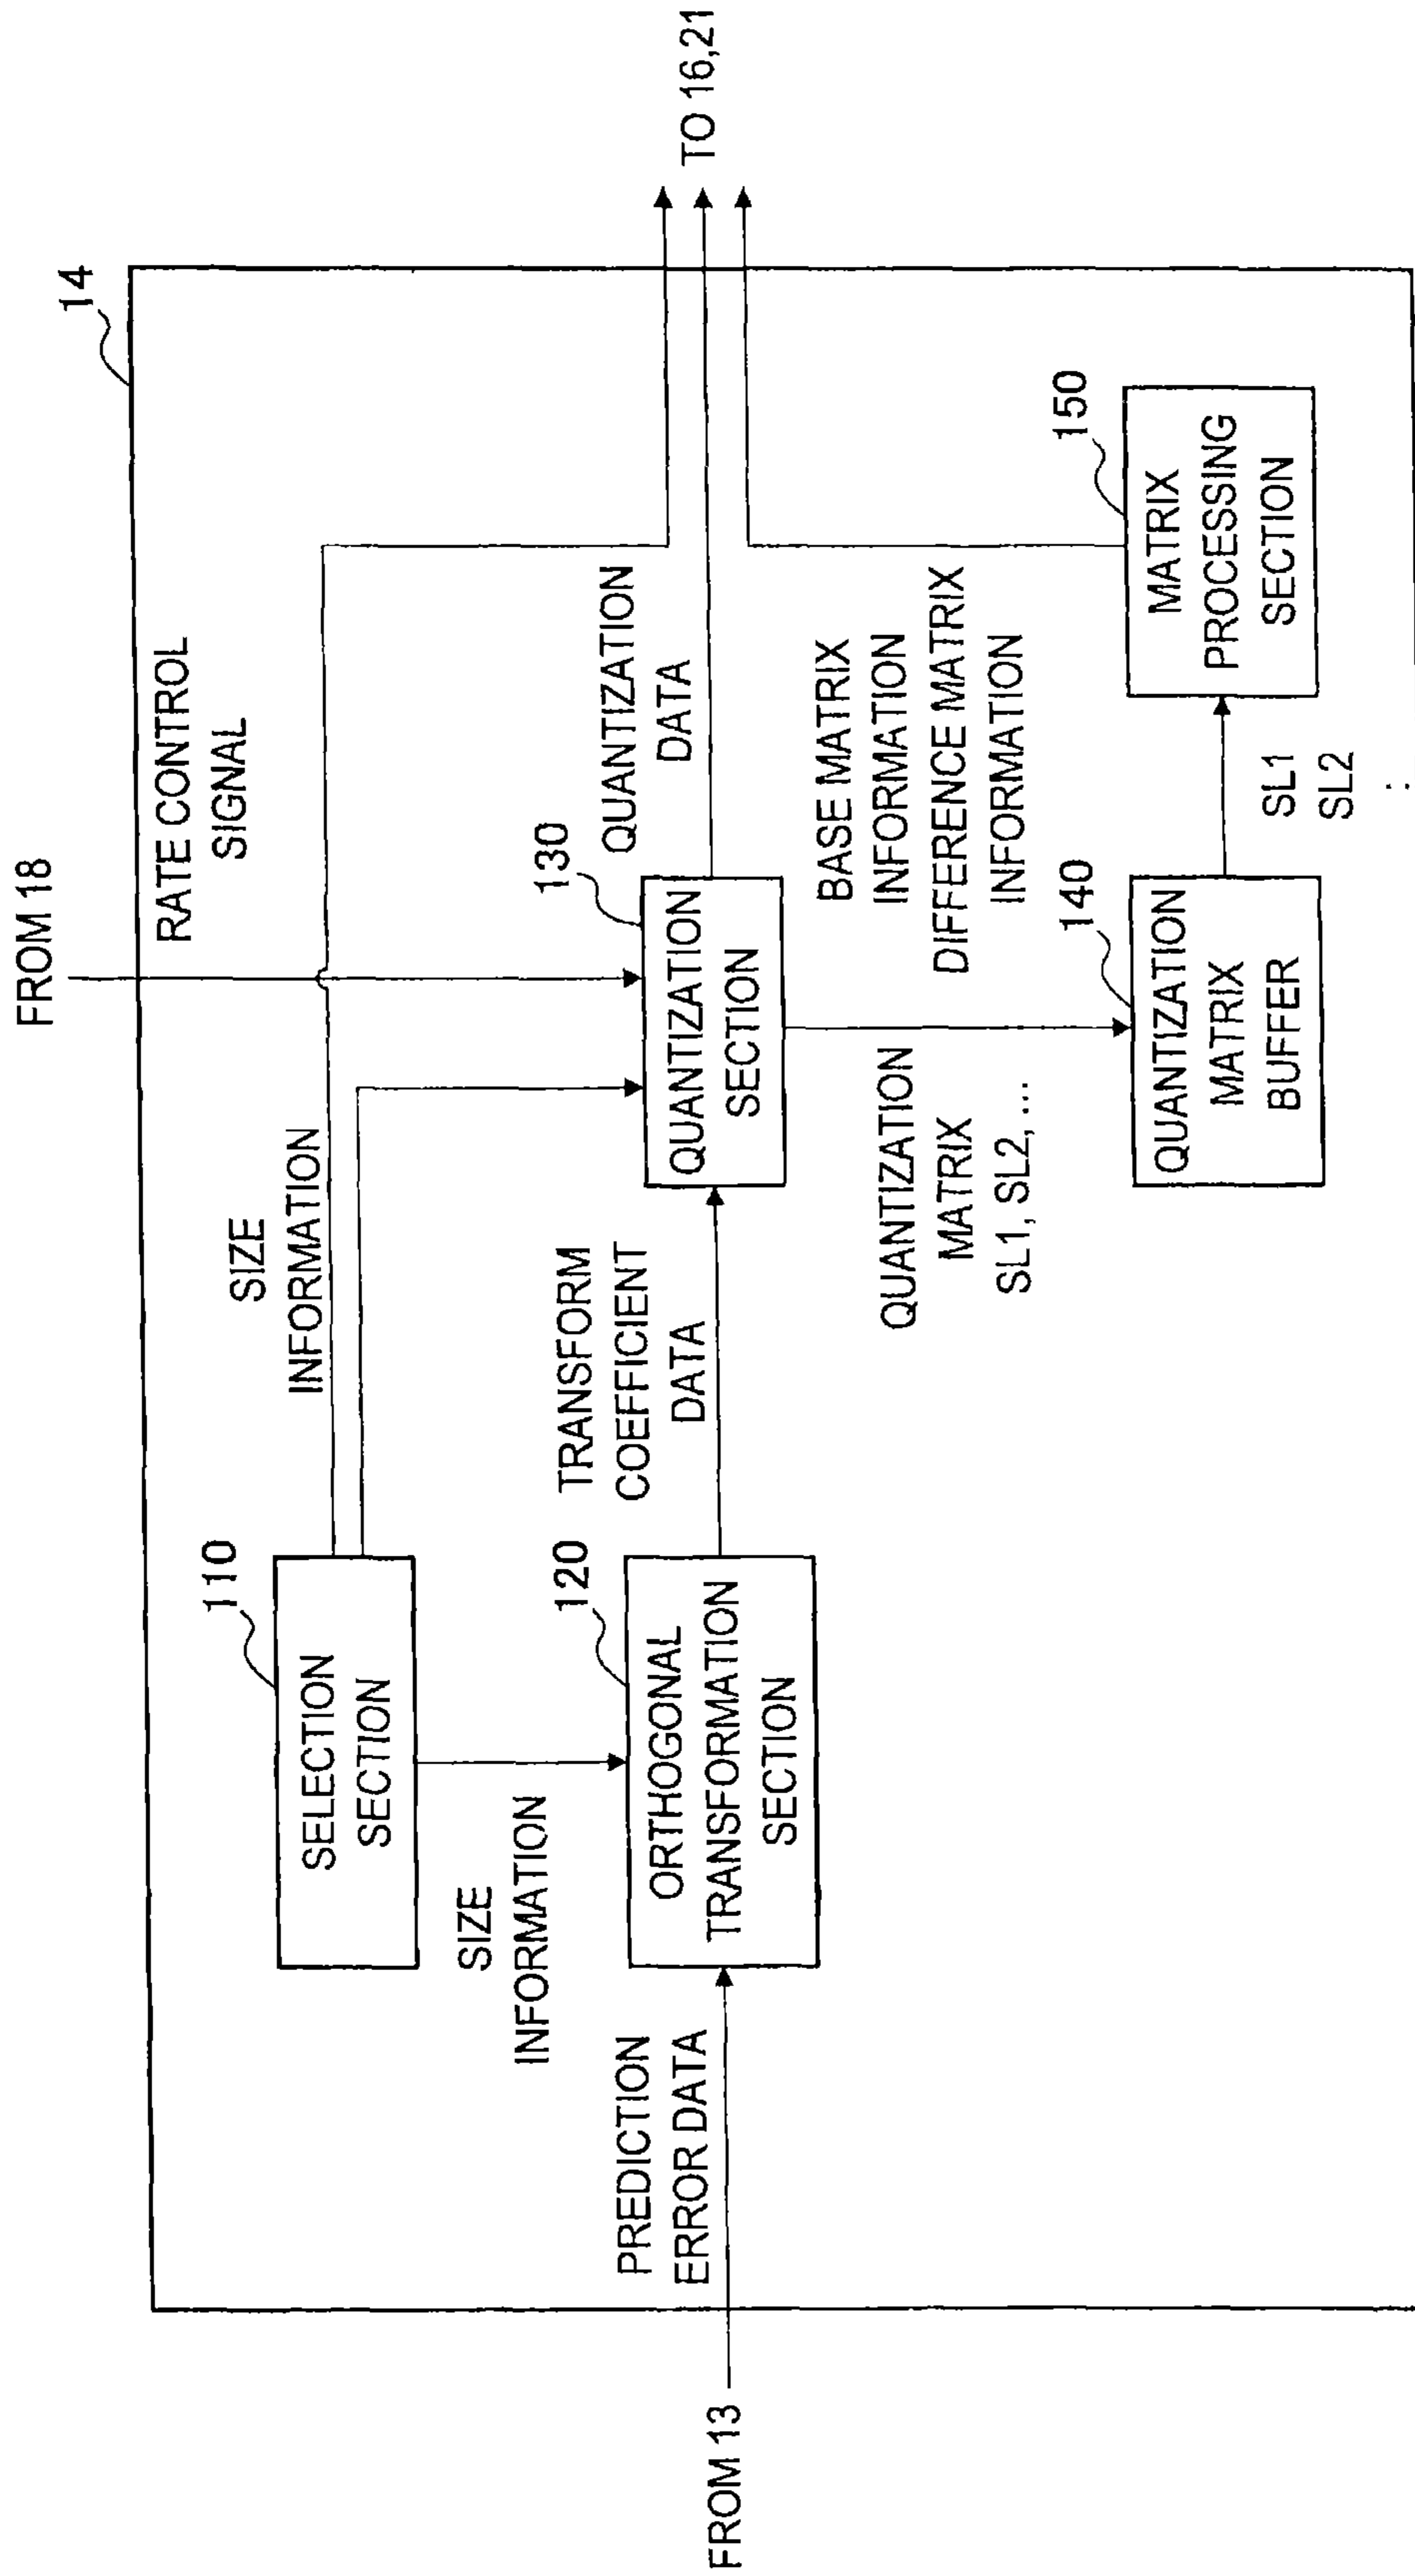 FROM 18
14
RATE CONTROL
SIGNAL
SIZE
INFORMATION
110
SELECTION
SECTION
SIZE
INFORMATION
120
ORTHOGONAL
TRANSFORMATION
SECTION
PREDICTION
ERROR DATA
FROM 13
TRANSFORM
COEFFICIENT
DATA
130
QUANTIZATION
SECTION
QUANTIZATION
DATA
TO 16,21
QUANTIZATION
MATRIX
SL1, SL2, ...
140
QUANTIZATION
MATRIX
BUFFER
SL1
SL2
:
BASE MATRIX
INFORMATION
DIFFERENCE MATRIX
INFORMATION
150
MATRIX
PROCESSING
SECTION